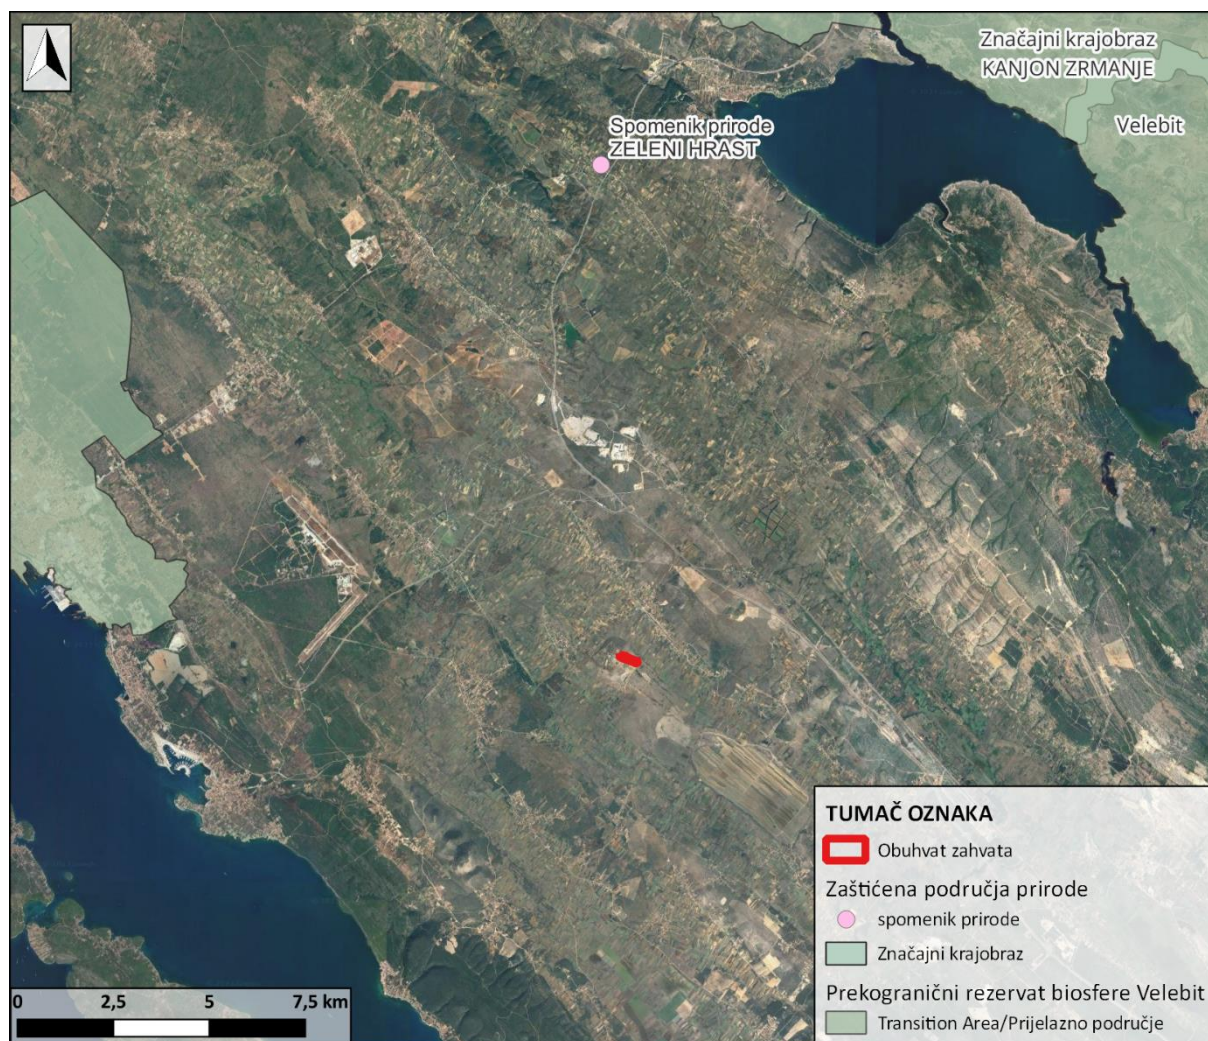 Značajni krajobraz
KANJON ZRMANJE
Velebit
Spomenik prirode
ZELENI HRAST
TUMAČ OZNAKA
Obuhvat zahvata
Zaštićena područja prirode
spomenik prirode
Značajni krajobraz
Prekogranični rezervat biosfere Velebit
Transition Area/Prijelazno područje
0 2,5 5 7,5 km